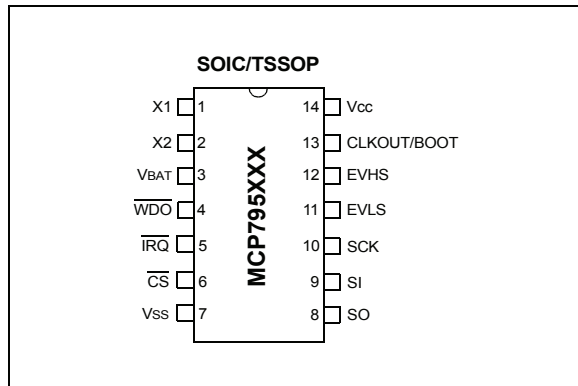 SOIC/TSSOP
X1 1 14 Vcc
X2 2 13 CLKOUT/BOOT
VBAT 3 12 EVHS
WDO 4 11 EVLS
IRQ 5 10 SCK
CS 6 9 SI
Vss 7 8 SO
MCP795XXX